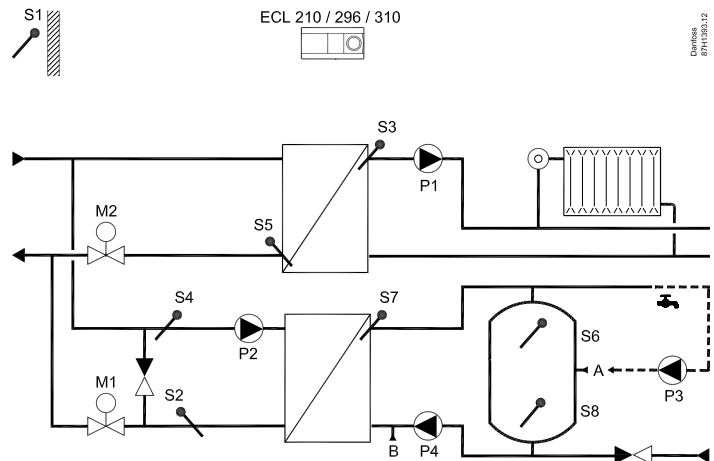 S1
ECL 210 / 296 / 310
Danfoss
87H1393.12
S3
P1
M2
S5
S4
P2
S7
S6
A
P3
M1
S2
S8
B
P4